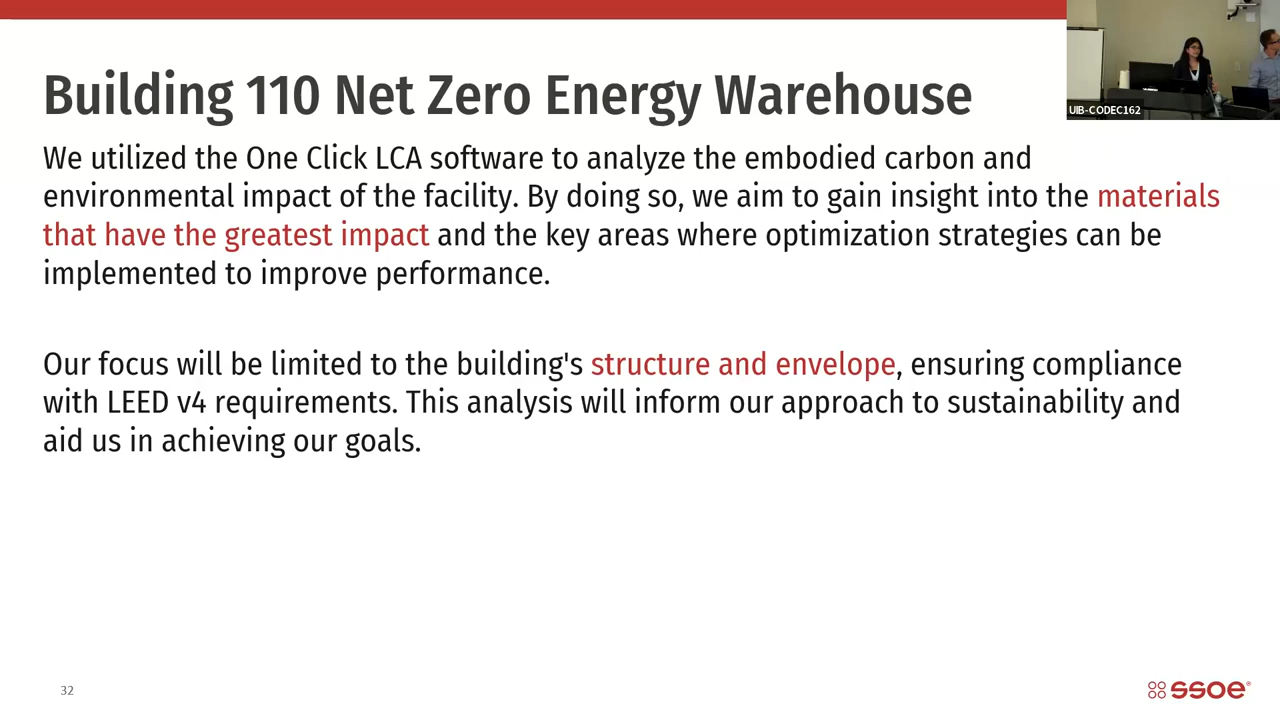 Building 110 Net Zero Energy Warehouse
UIB-CODEC162
We utilized the One Click LCA software to analyze the embodied carbon and
environmental impact of the facility. By doing so, we aim to gain insight into the materials
that have the greatest impact and the key areas where optimization strategies can be
implemented to improve performance.
Our focus will be limited to the building's structure and envelope, ensuring compliance
with LEED v4 requirements. This analysis will inform our approach to sustainability and
aid us in achieving our goals.
32
ssoe®